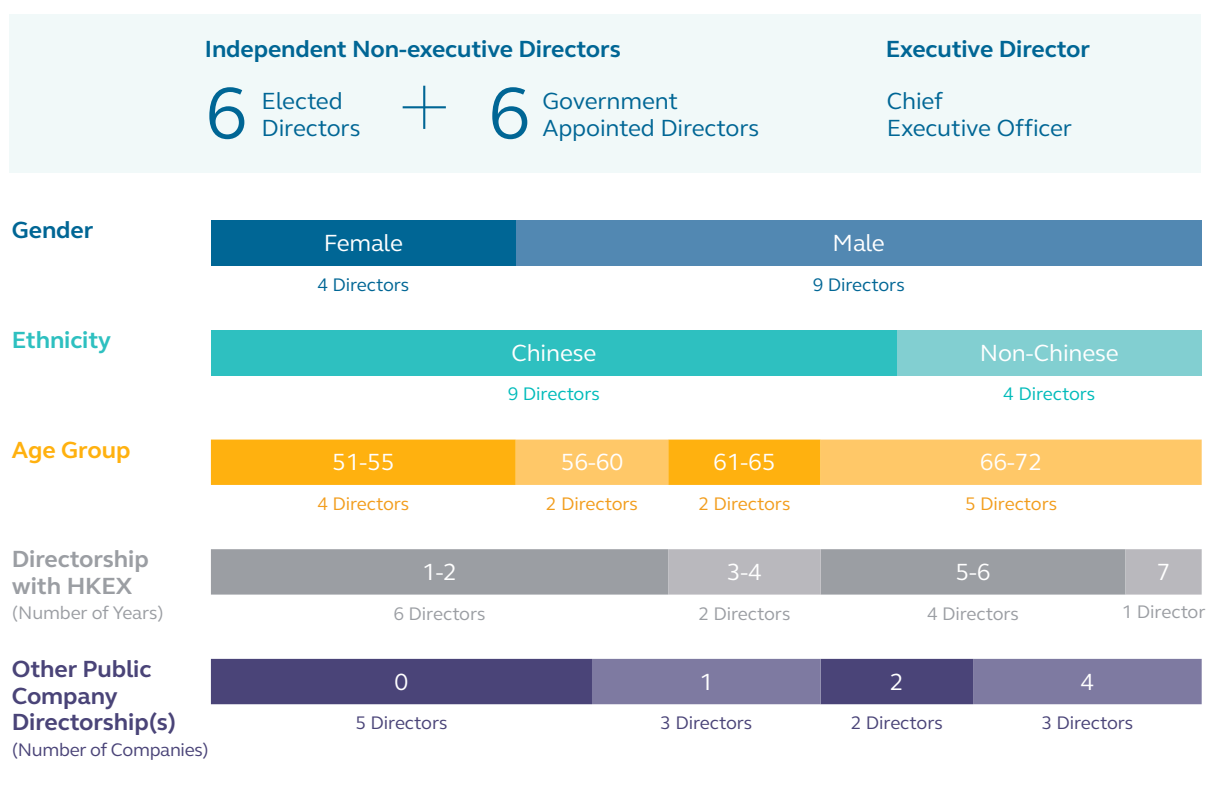 Independent Non-executive Directors
Executive Director
6 Elected Directors + 6 Government Appointed Directors
Chief
Executive Officer
Gender
Female
Male
4 Directors
9 Directors
Ethnicity
Chinese
Non-Chinese
9 Directors
4 Directors
Age Group
51-55
56-60
61-65
66-72
4 Directors
2 Directors
2 Directors
5 Directors
Directorship
with HKEX
(Number of Years)
1-2
3-4
5-6
7
6 Directors
2 Directors
4 Directors
1 Director
Other Public
Company
Directorship(s)
(Number of Companies)
0
1
2
4
5 Directors
3 Directors
2 Directors
3 Directors